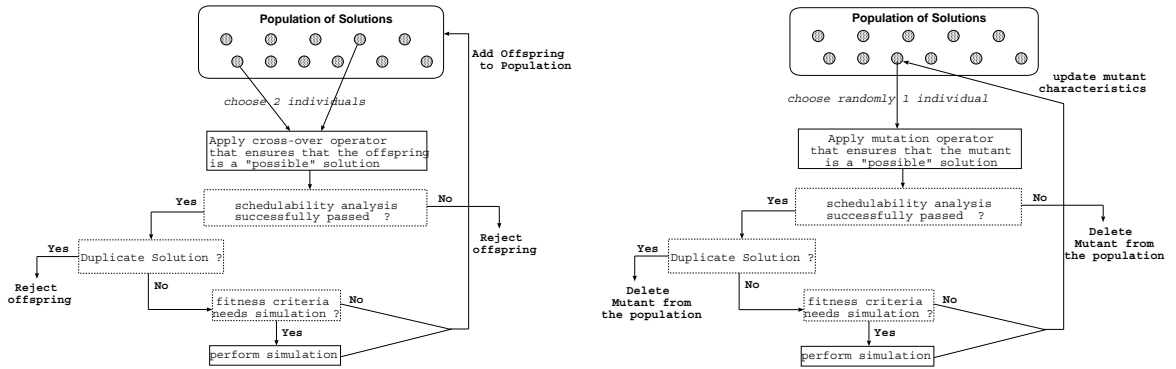 Population of Solutions
Add Offspring
to Population
choose 2 individuals
Apply cross-over operator
that ensures that the offspring
is a "possible" solution
Yes
schedulability analysis
successfully passed ?
No
Reject
offspring
Yes
Duplicate Solution ?
Reject
offspring
No
fitness criteria
needs simulation ?
No
Yes
perform simulation
Population of Solutions
update mutant
characteristics
choose randomly 1 individual
Apply mutation operator
that ensures that the mutant
is a "possible" solution
Yes
schedulability analysis
successfully passed ?
No
Delete
Mutant from
the population
Yes
Duplicate Solution ?
Delete
Mutant from
the population
No
fitness criteria
needs simulation ?
No
Yes
perform simulation